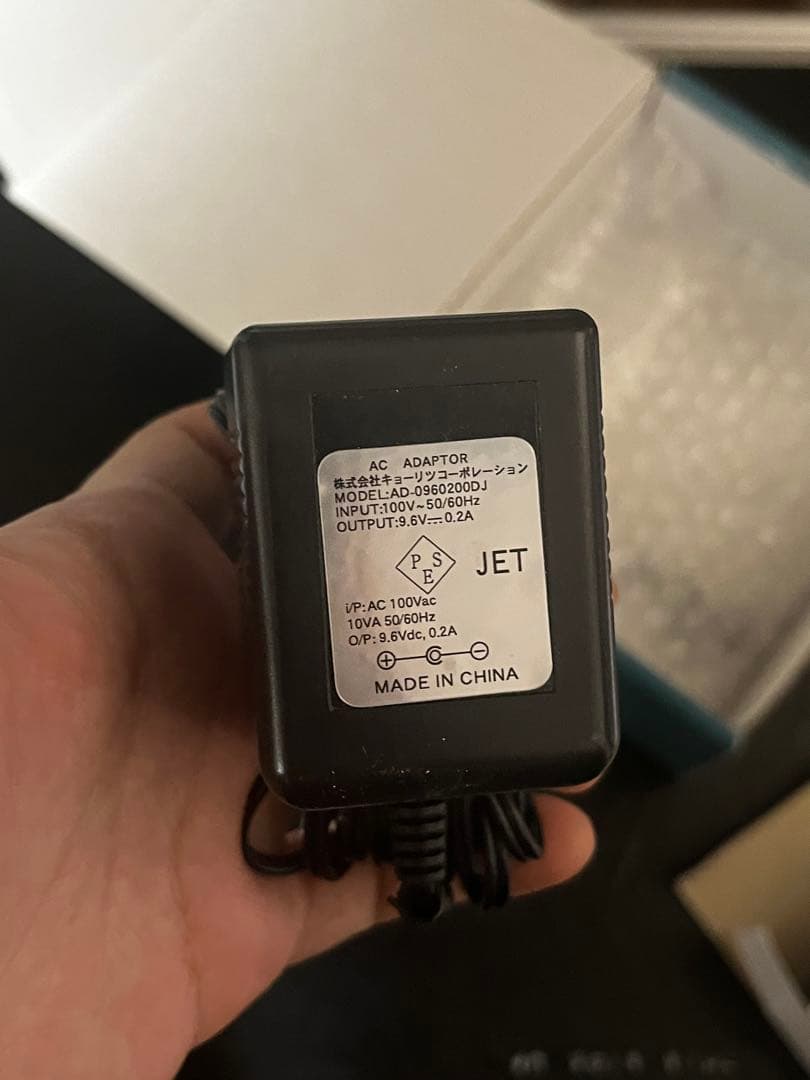 AC ADAPTOR
株式会社キョーリツコーポレーション
MODEL:AD-0960200DJ
INPUT:100V~50/60Hz
OUTPUT:9.6V⎓0.2A
P S E
JET
i/P: AC 100Vac
10VA 50/60Hz
O/P: 9.6Vdc, 0.2A
MADE IN CHINA